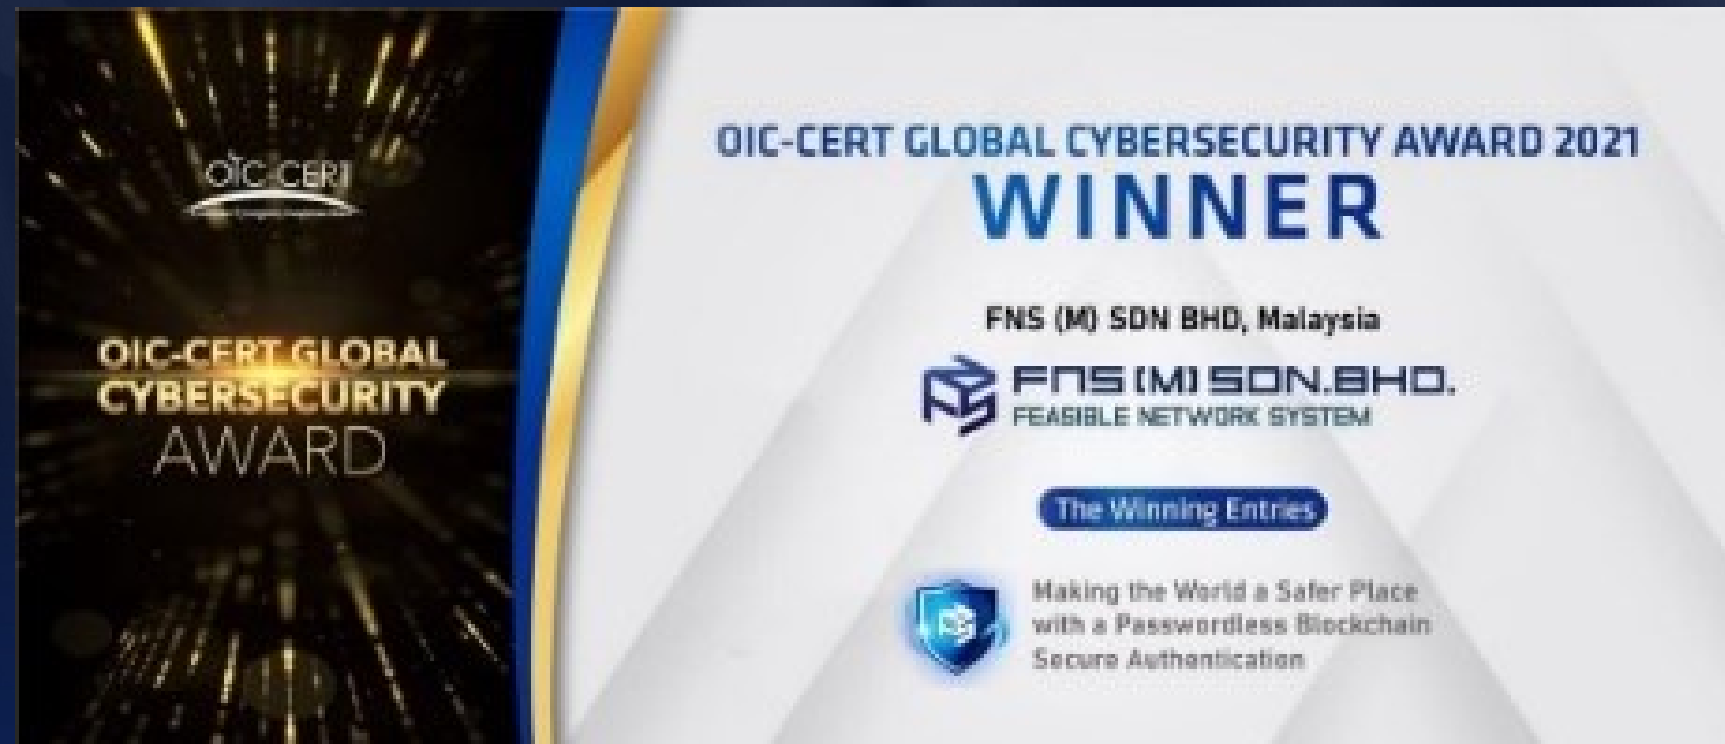 OIC-CERT
OIC-CERT GLOBAL
CYBERSECURITY
AWARD
OIC-CERT GLOBAL CYBERSECURITY AWARD 2021
WINNER
FNS (M) SDN BHD, Malaysia
FNS (M) SDN.BHD.
FEASIBLE NETWORK SYSTEM
The Winning Entries
Making the World a Safer Place
with a Passwordless Blockchain
Secure Authentication